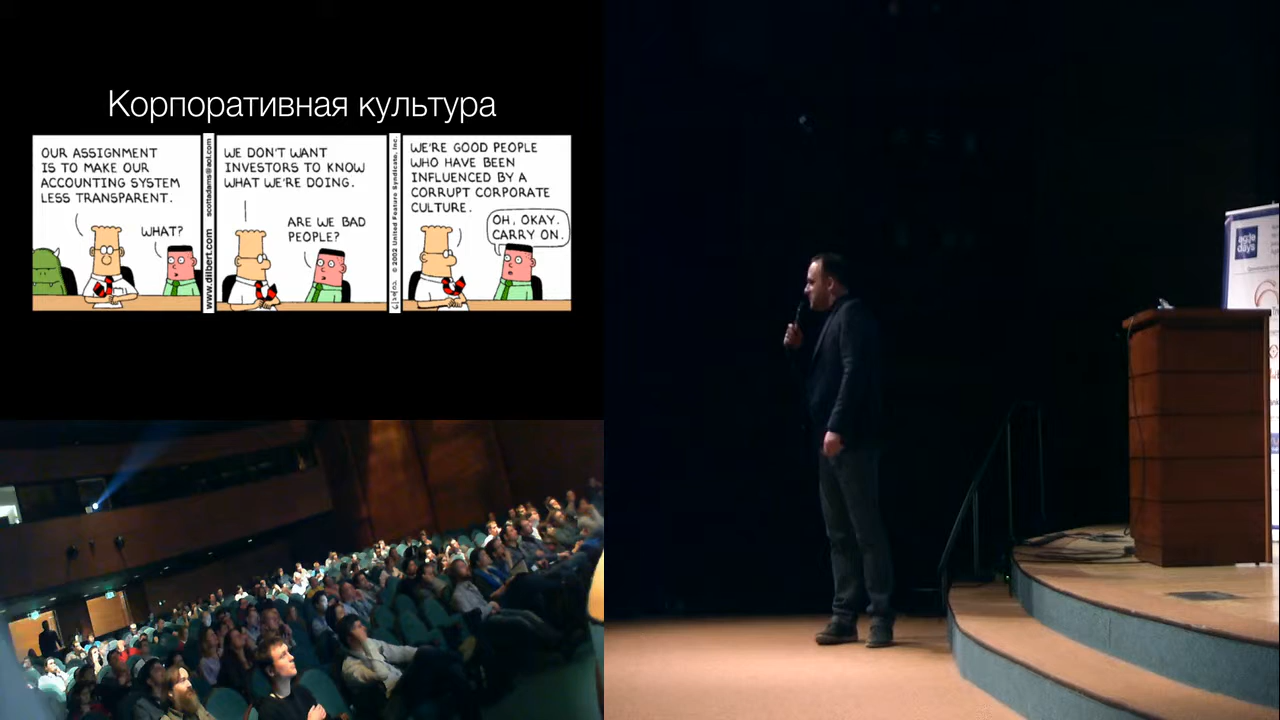 Корпоративная культура
OUR ASSIGNMENT
IS TO MAKE OUR
ACCOUNTING SYSTEM
LESS TRANSPARENT.
WHAT?
www.dilbert.com
scottadams@aol.com
WE DON'T WANT
INVESTORS TO KNOW
WHAT WE'RE DOING.
ARE WE BAD
PEOPLE?
© 2002 United Feature Syndicate, Inc.
WE'RE GOOD PEOPLE
WHO HAVE BEEN
INFLUENCED BY A
CORRUPT CORPORATE
CULTURE.
OH, OKAY.
CARRY ON.
agile
days